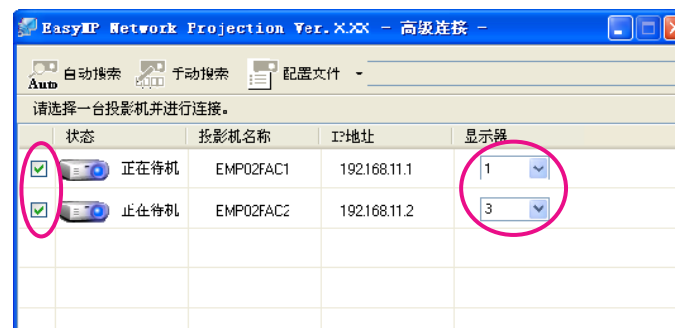 EasyMP Network Projection Ver.X.XX - 高级连接 -
Auto 自动搜索 手动搜索 配置文件
请选择一台投影机并进行连接。
状态 投影机名称 IP地址 显示器
正在待机 EMP02FAC1 192.168.11.1 1
正在待机 EMP02FAC2 192.168.11.2 3